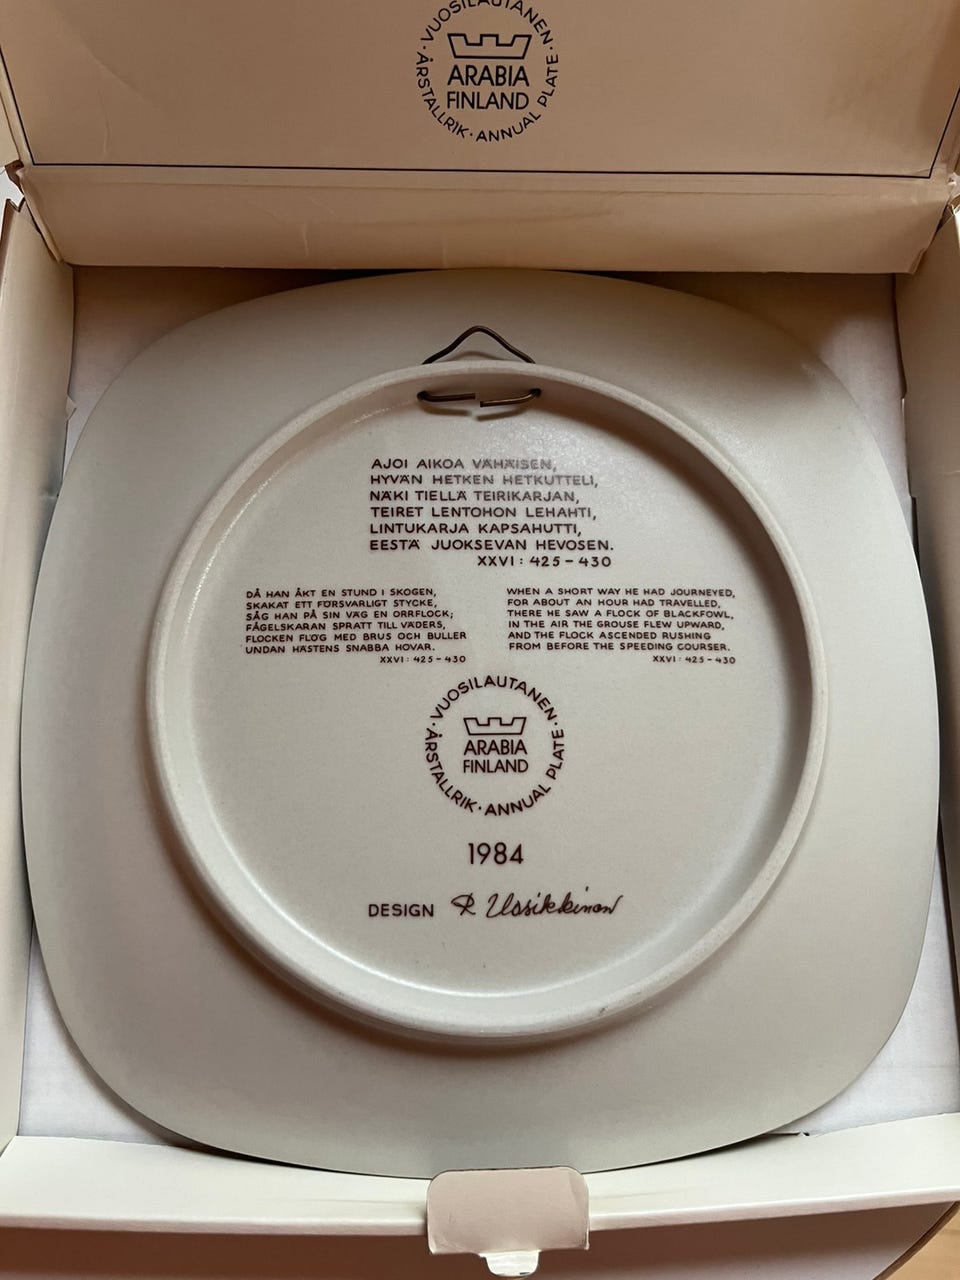 VUOSILAUTANEN · ANNUAL PLATE · ÅRSTALLRIK ·
ARABIA
FINLAND
AJOI AIKOA VÄHÄISEN,
HYVÄN HETKEN HETKUTTELI,
NÄKI TIELLÄ TEIRIKARJAN,
TEIRET LENTOHON LEHAHTI,
LINTUKARJA KAPSAHUTTI,
EESTÄ JUOKSEVAN HEVOSEN.
XXVI : 425 – 430
DÅ HAN ÅKT EN STUND I SKOGEN,
SKAKAT ETT FÖRSVARLIGT STYCKE,
SÅG HAN PÅ SIN VÄG EN ORRFLOCK;
FÅGELSKARAN SPRATT TILL VÄDERS,
FLOCKEN FLÖG MED BRUS OCH BULLER
UNDAN HÄSTENS SNABBA HOVAR.
XXVI : 425 – 430
WHEN A SHORT WAY HE HAD JOURNEYED,
FOR ABOUT AN HOUR HAD TRAVELLED,
THERE HE SAW A FLOCK OF BLACKFOWL,
IN THE AIR THE GROUSE FLEW UPWARD,
AND THE FLOCK ASCENDED RUSHING
FROM BEFORE THE SPEEDING COURSER.
XXVI : 425 – 430
VUOSILAUTANEN · ANNUAL PLATE · ÅRSTALLRIK ·
ARABIA
FINLAND
1984
DESIGN R Uosikkinen